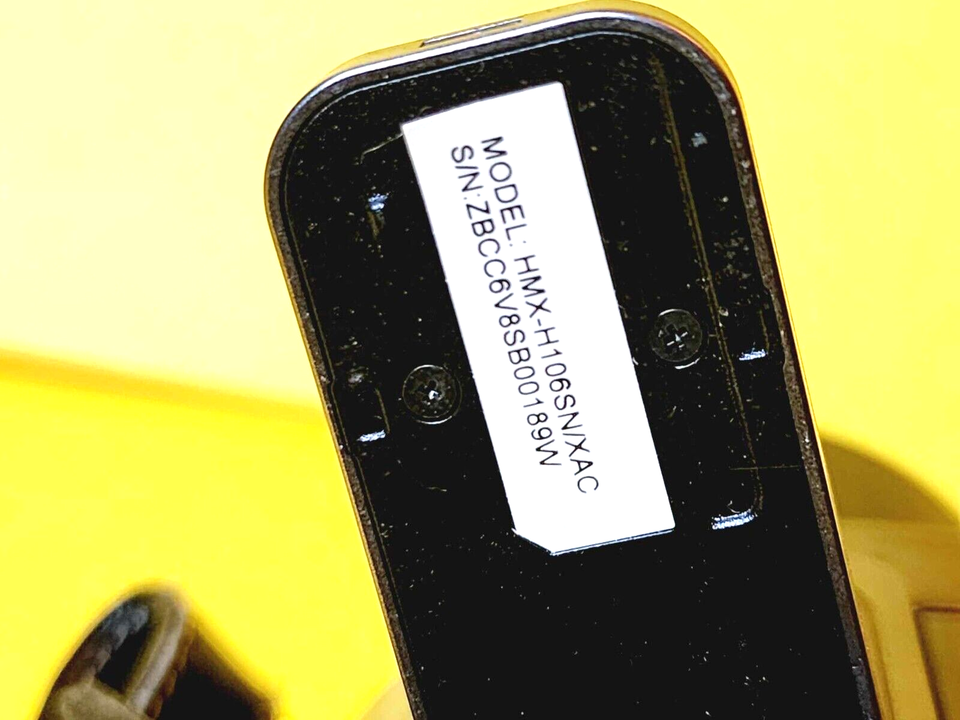 MODEL: HMX-H106SN/XAC
S/N:ZBCC6V8SB00189W